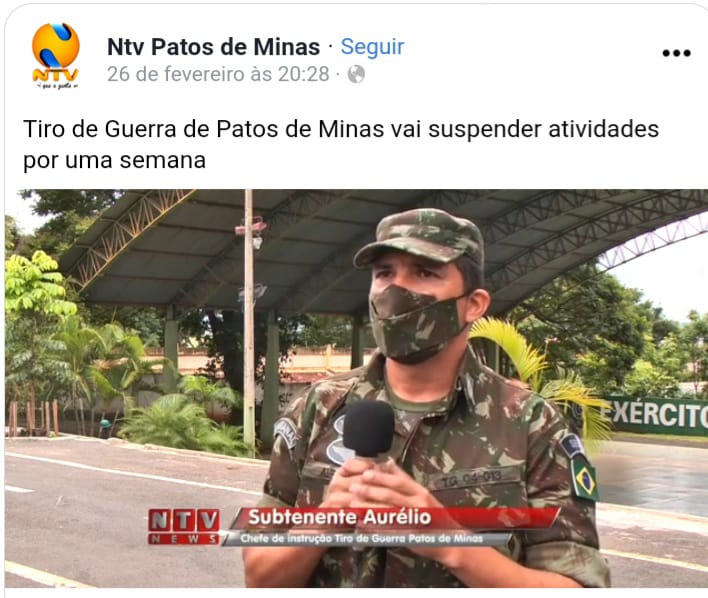 Ntv Patos de Minas · Seguir
26 de fevereiro às 20:28 ·
NTV
Tiro de Guerra de Patos de Minas vai suspender atividades
por uma semana
EXÉRCITO
TG 04-013
NTV
NEWS
Subtenente Aurélio
Chefe de instrução Tiro de Guerra Patos de Minas